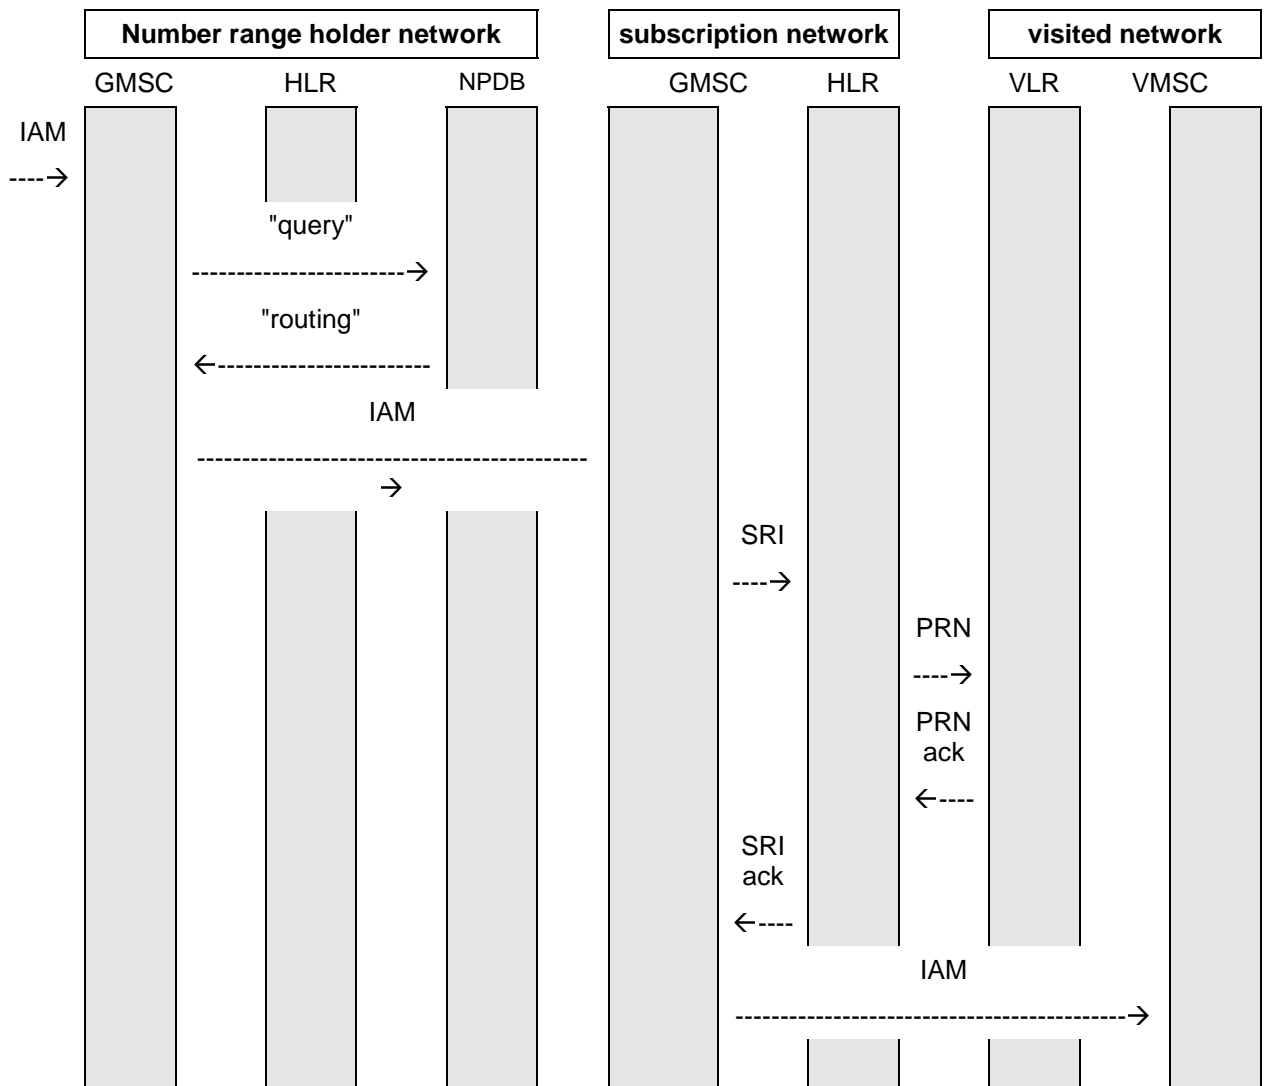 Number range holder network subscription network visited network
GMSC HLR NPDB GMSC HLR VLR VMSC
IAM
---->
"query"
------------------------>
"routing"
<------------------------
IAM
--------------------------------------------
->
SRI
---->
PRN
---->
PRN
ack
<----
SRI
ack
<----
IAM
-------------------------------------------->